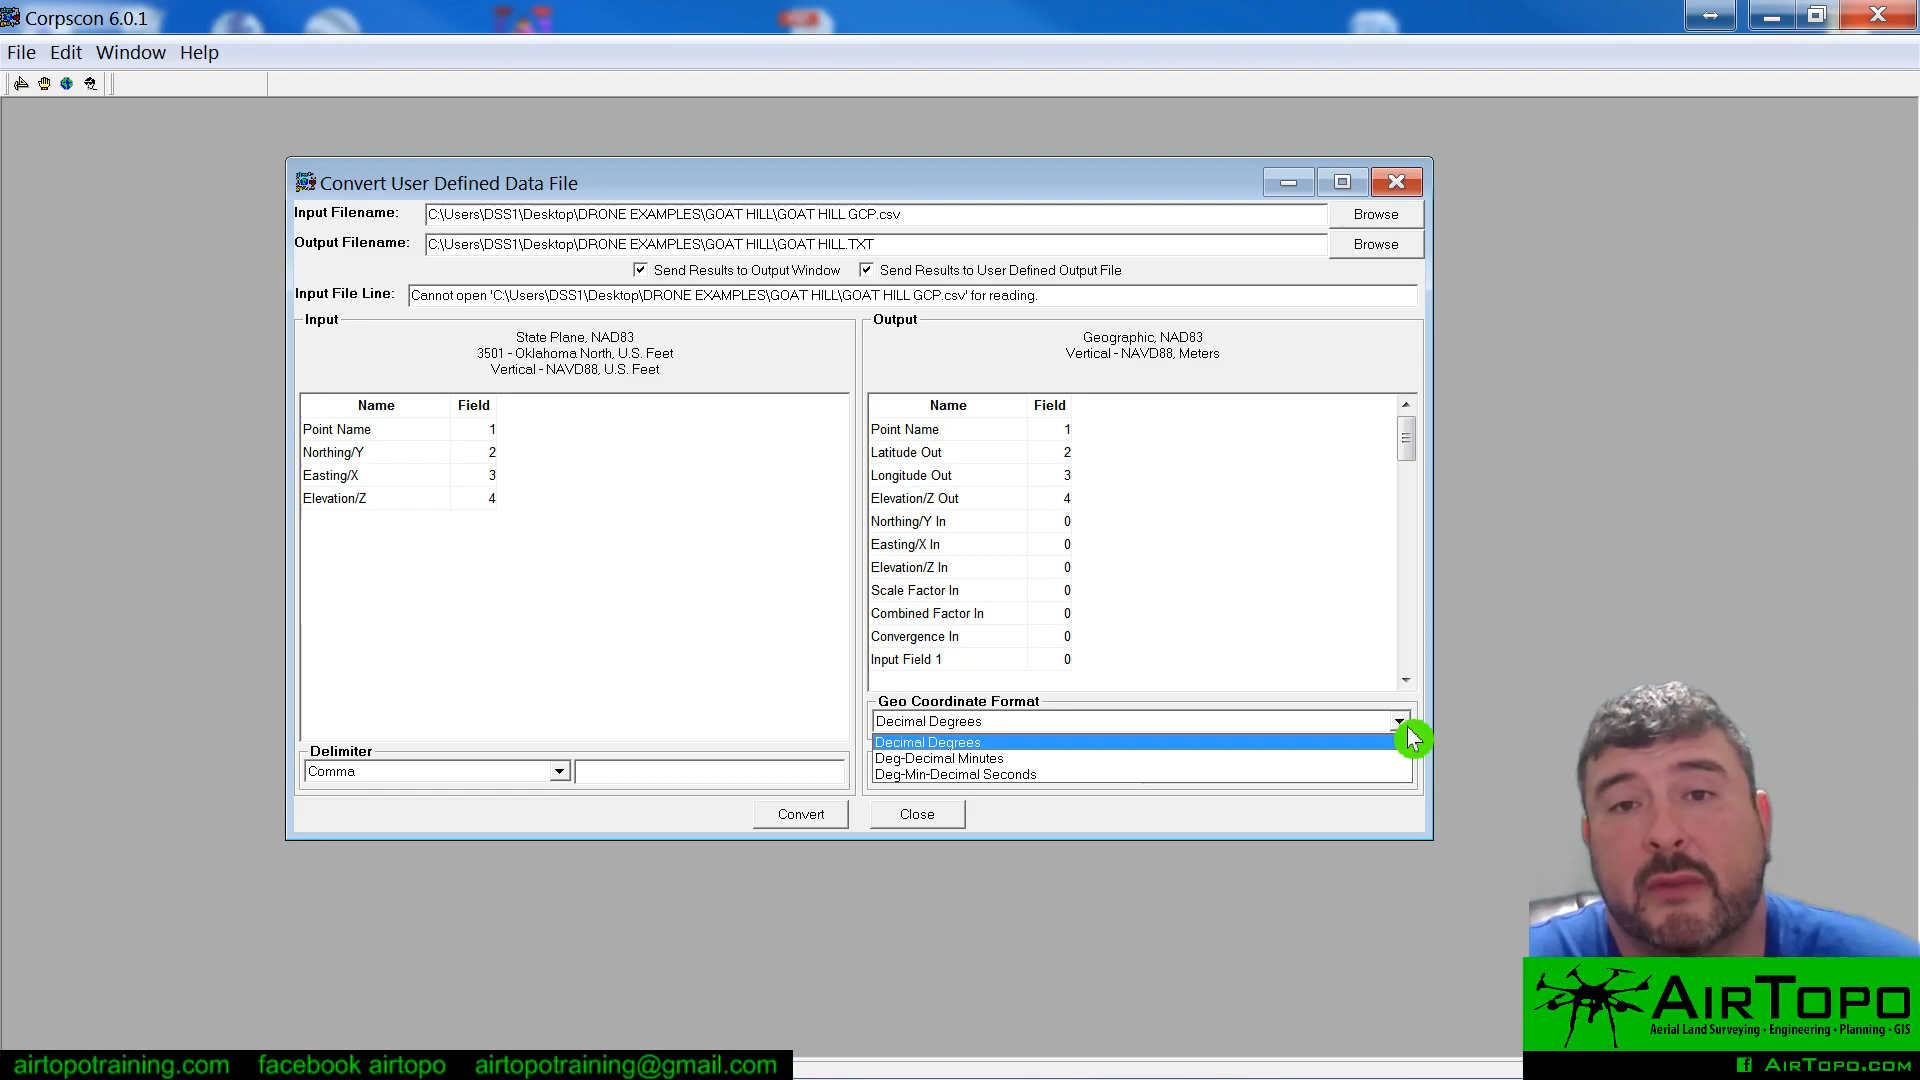 Corpscon 6.0.1
File Edit Window Help
Convert User Defined Data File
Input Filename: C:\Users\DSS1\Desktop\DRONE EXAMPLES\GOAT HILL\GOAT HILL GCP.csv Browse
Output Filename: C:\Users\DSS1\Desktop\DRONE EXAMPLES\GOAT HILL\GOAT HILL.TXT Browse
Send Results to Output Window Send Results to User Defined Output File
Input File Line: Cannot open 'C:\Users\DSS1\Desktop\DRONE EXAMPLES\GOAT HILL\GOAT HILL GCP.csv' for reading.
Input
State Plane, NAD83
3501 - Oklahoma North, U.S. Feet
Vertical - NAVD88, U.S. Feet
Name Field
Point Name 1
Northing/Y 2
Easting/X 3
Elevation/Z 4
Delimiter
Comma
Output
Geographic, NAD83
Vertical - NAVD88, Meters
Name Field
Point Name 1
Latitude Out 2
Longitude Out 3
Elevation/Z Out 4
Northing/Y In 0
Easting/X In 0
Elevation/Z In 0
Scale Factor In 0
Combined Factor In 0
Convergence In 0
Input Field 1 0
Geo Coordinate Format
Decimal Degrees
Decimal Degrees
Deg-Decimal Minutes
Deg-Min-Decimal Seconds
Convert Close
AIRTOPO
Aerial Land Surveying • Engineering • Planning • GIS
f AIRTOPO.COM
airtopotraining.com facebook airtopo airtopotraining@gmail.com